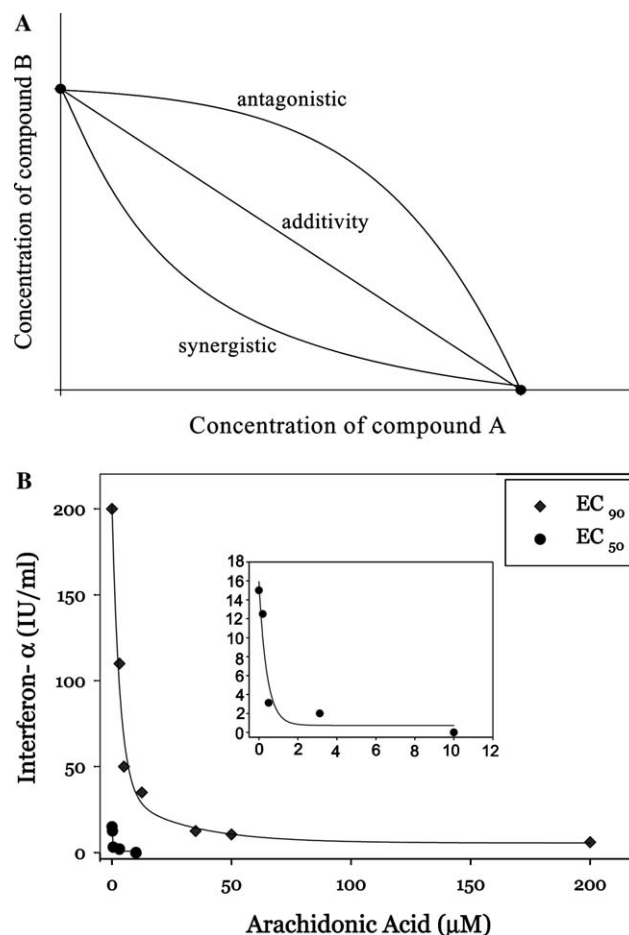 A
Concentration of compound B
antagonistic
additivity
synergistic
Concentration of compound A
B
Interferon- α (IU/ml)
200
150
100
50
0
EC 90
EC 50
18
16
14
12
10
8
6
4
2
0
0 2 4 6 8 10 12
0 50 100 150 200
Arachidonic Acid (μM)